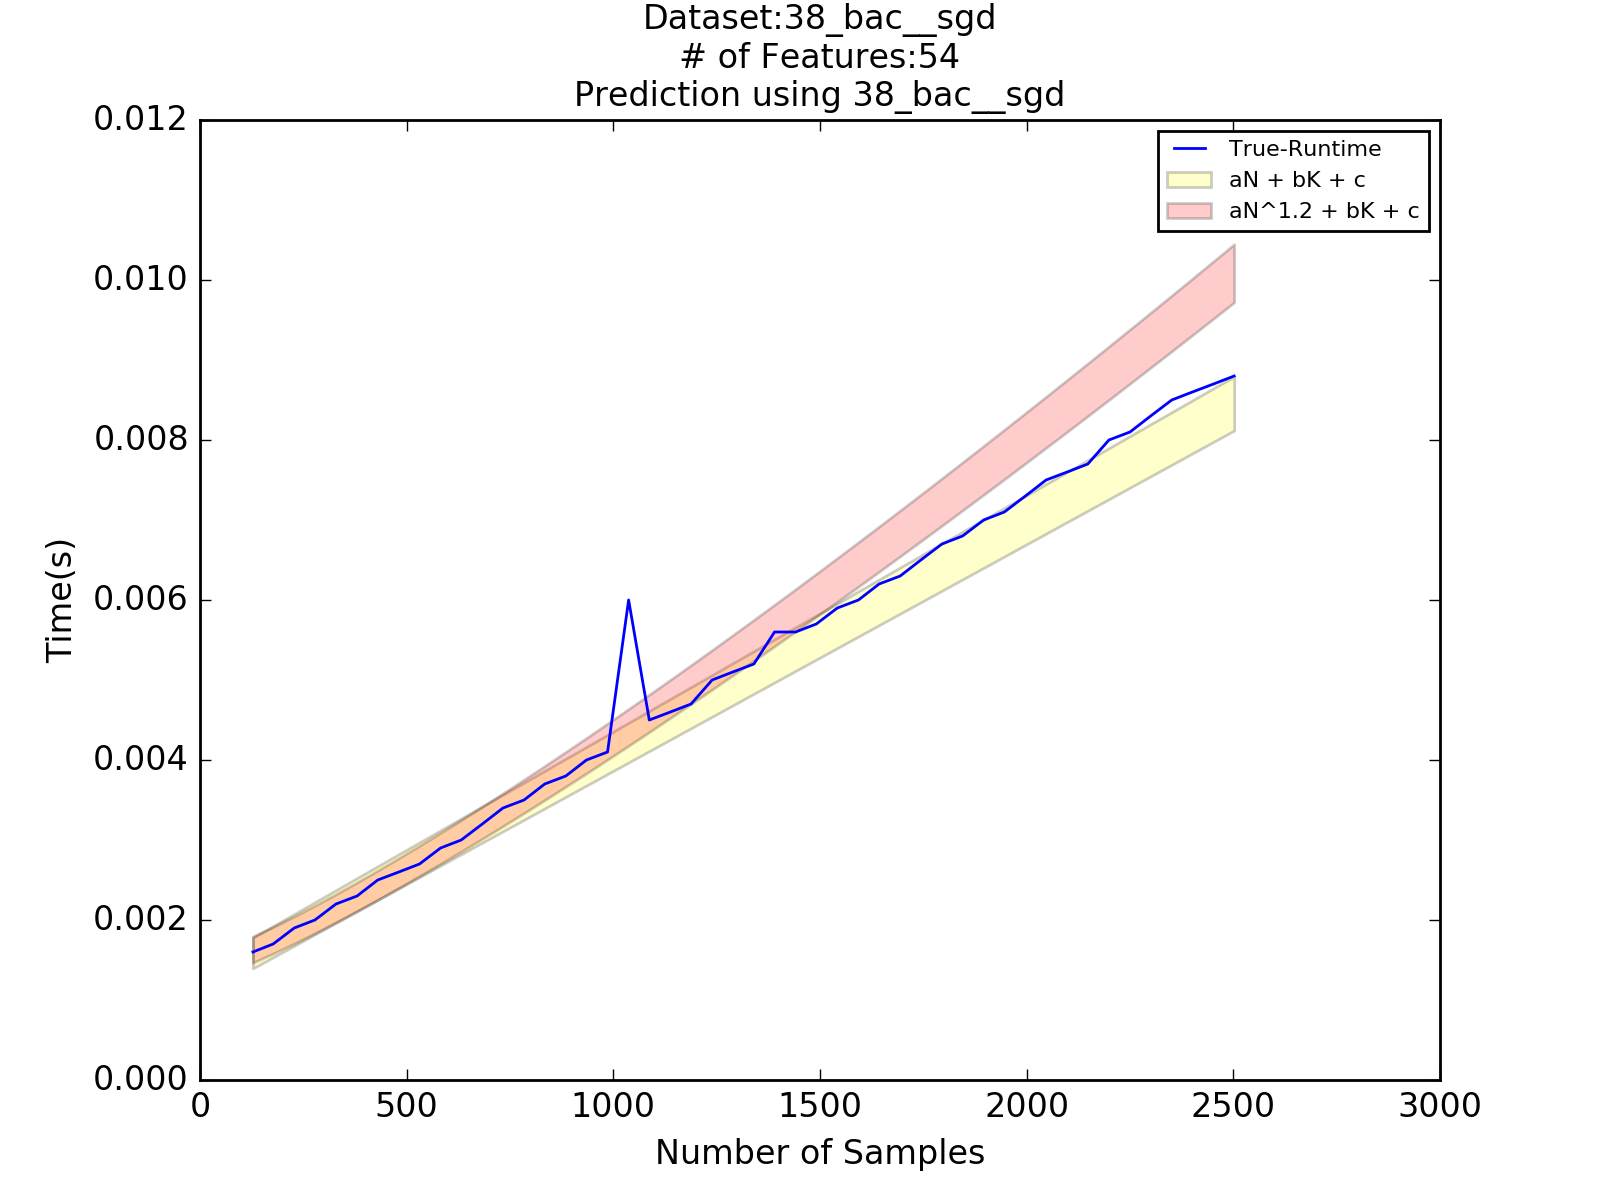 Dataset:38_bac__sgd
# of Features:54
Prediction using 38_bac__sgd
0.012
0.010
0.008
0.006
0.004
0.002
0.000
Time(s)
True-Runtime
aN + bK + c
aN^1.2 + bK + c
0 500 1000 1500 2000 2500 3000
Number of Samples